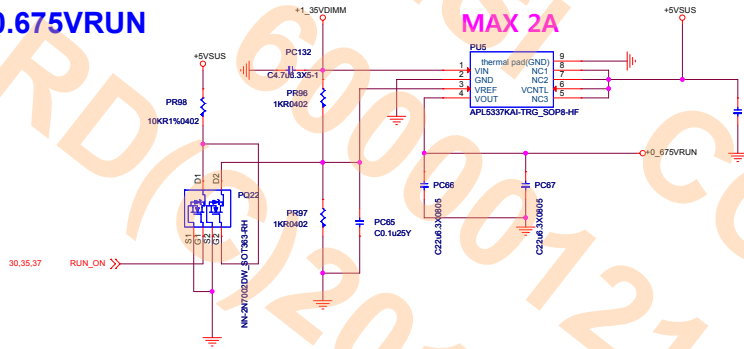 0.675VRUN
+1_35VDIMM
MAX 2A
+5VSUS
+5VSUS
PC132
C4.7u6.3X5-1
PU5
thermal pad(GND)
9
1
VIN
NC1
8
2
GND
NC2
7
3
VREF
VCNTL
6
4
VOUT
NC3
5
APL5337KAI-TRG_SOP8-HF
PR98
10KR1%0402
PR96
1KR0402
+0_675VRUN
D1
D2
PQ22
S1
G1
S2
G2
NN-2N7002DW_SOT363-RH
PR97
1KR0402
PC65
C0.1u25Y
PC66
C22u6.3X0805
PC67
C22u6.3X0805
30,35,37
RUN_ON